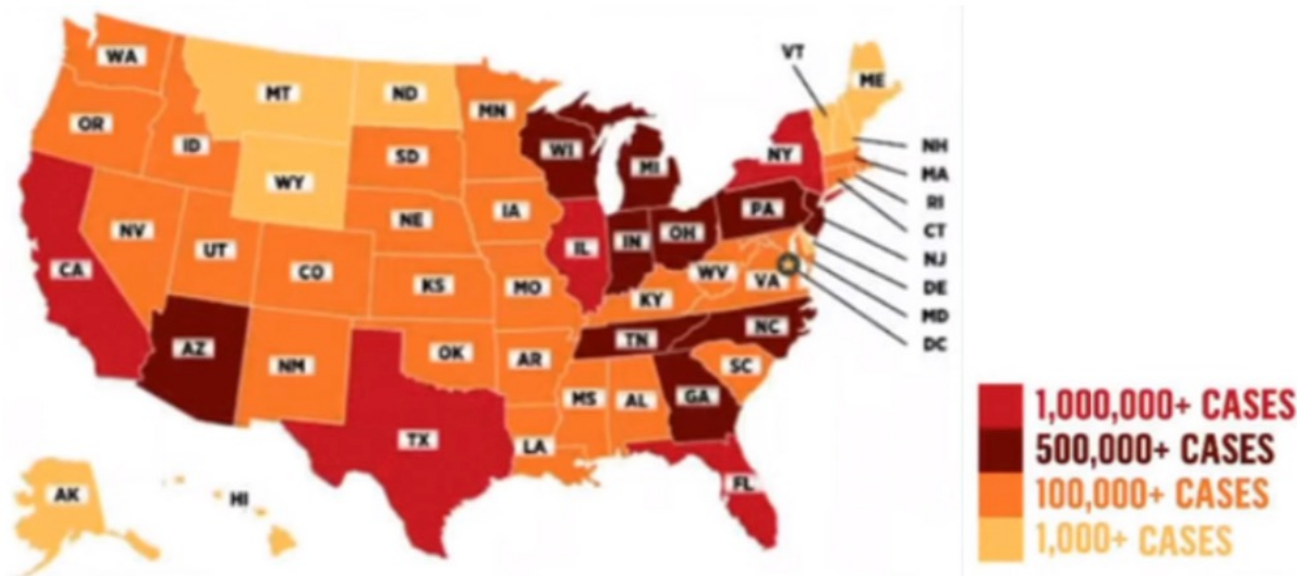 WA
MT
ND
MN
OR
ID
SD
WI
MI
WY
NV
UT
CO
NE
IA
KS
MO
CA
IL
IN
OH
PA
NY
VT
ME
NH
MA
RI
CT
NJ
DE
MD
DC
WV
VA
KY
TN
NC
SC
AZ
NM
OK
AR
MS
AL
GA
TX
LA
FL
AK
HI
1,000,000+ CASES
500,000+ CASES
100,000+ CASES
1,000+ CASES